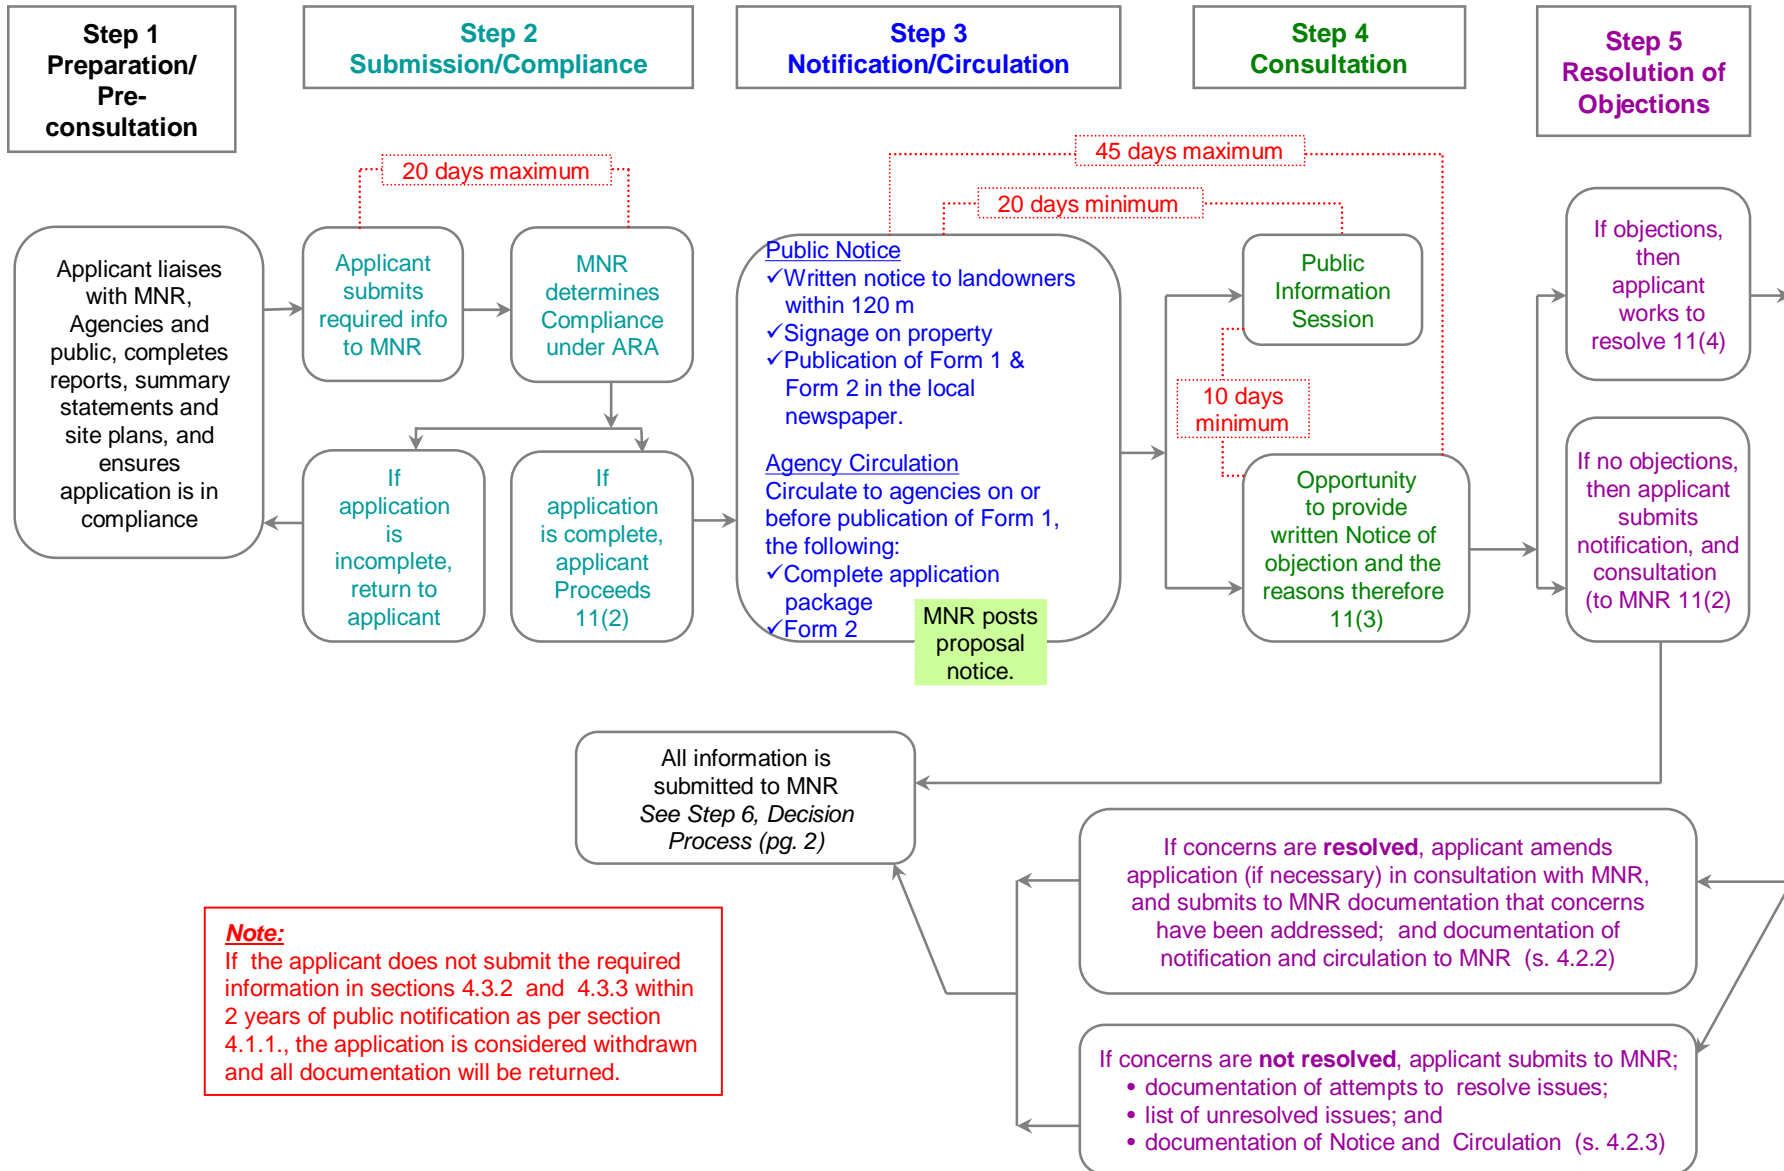 Step 1
Preparation/
Pre-
consultation
Step 2
Submission/Compliance
Step 3
Notification/Circulation
Step 4
Consultation
Step 5
Resolution of
Objections
20 days maximum
45 days maximum
20 days minimum
Applicant liaises
with MNR,
Agencies and
public, completes
reports, summary
statements and
site plans, and
ensures
application is in
compliance
Applicant
submits
required info
to MNR
MNR
determines
Compliance
under ARA
If
application
is
incomplete,
return to
applicant
If
application
is complete,
applicant
Proceeds
11(2)
Public Notice
✓Written notice to landowners
within 120 m
✓Signage on property
✓Publication of Form 1 &
Form 2 in the local
newspaper.
Agency Circulation
Circulate to agencies on or
before publication of Form 1,
the following:
✓Complete application
package
✓Form 2
MNR posts
proposal
notice.
Public
Information
Session
10 days
minimum
Opportunity
to provide
written Notice of
objection and the
reasons therefore
11(3)
If objections,
then
applicant
works to
resolve 11(4)
If no objections,
then applicant
submits
notification, and
consultation
(to MNR 11(2)
All information is
submitted to MNR
See Step 6, Decision
Process (pg. 2)
If concerns are resolved, applicant amends
application (if necessary) in consultation with MNR,
and submits to MNR documentation that concerns
have been addressed; and documentation of
notification and circulation to MNR (s. 4.2.2)
If concerns are not resolved, applicant submits to MNR;
• documentation of attempts to resolve issues;
• list of unresolved issues; and
• documentation of Notice and Circulation (s. 4.2.3)
Note:
If the applicant does not submit the required
information in sections 4.3.2 and 4.3.3 within
2 years of public notification as per section
4.1.1., the application is considered withdrawn
and all documentation will be returned.